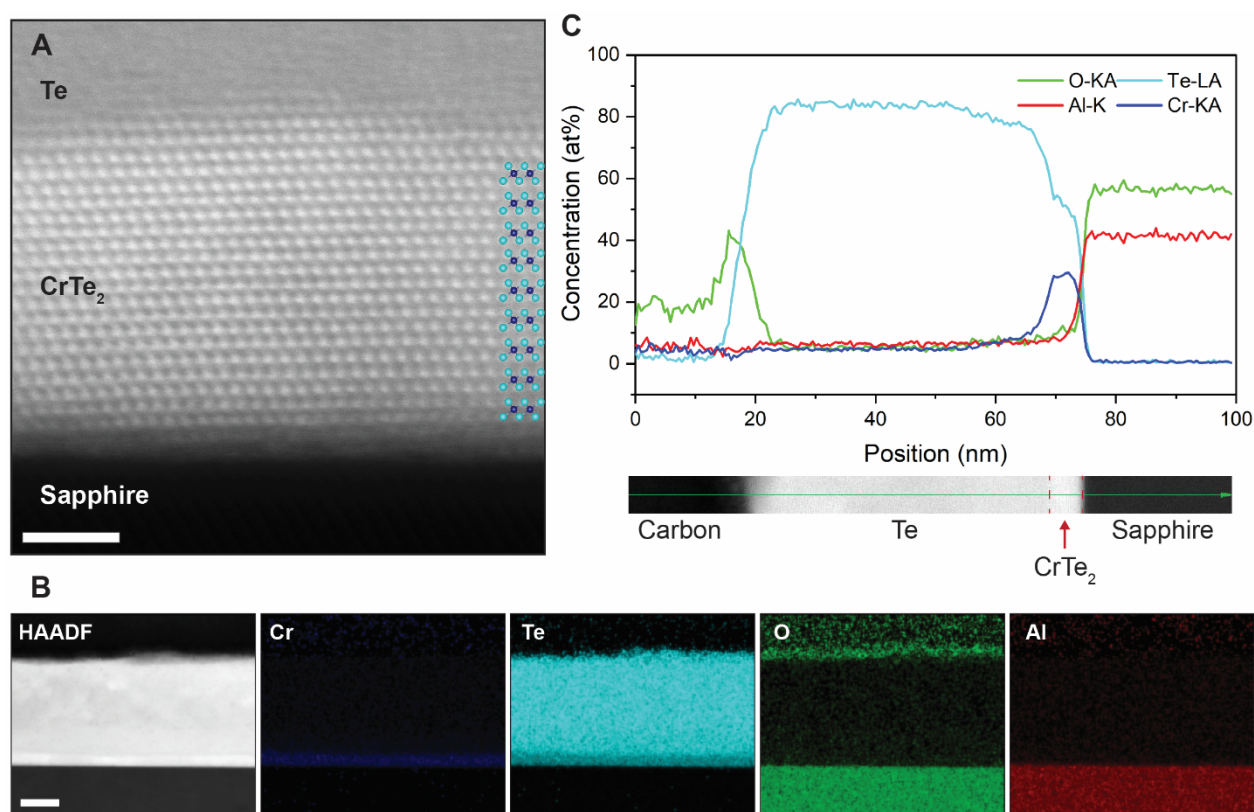 A
Te
CrTe₂
Sapphire
C
Concentration (at%)
100
80
60
40
20
0
O-KA
Te-LA
Al-K
Cr-KA
0
20
40
60
80
100
Position (nm)
Carbon
Te
Sapphire
CrTe₂
B
HAADF
Cr
Te
O
Al